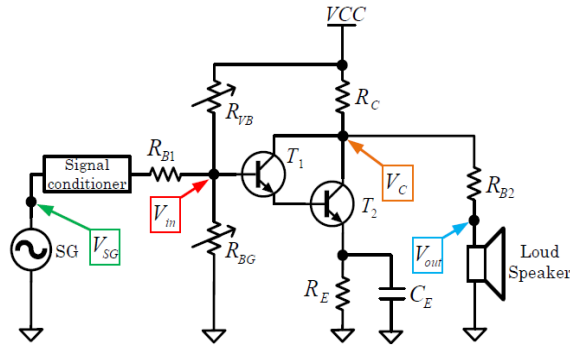 VCC
R_C
R_VB
Signal
conditioner
R_B1
T_1
V_C
T_2
R_B2
V_in
V_SG
SG
R_BG
V_out
Loud
Speaker
R_E
C_E